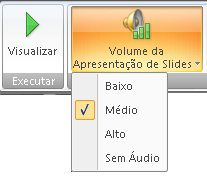 Visualizar
Volume da
Apresentação de Slides
Executar
Baixo
Médio
Alto
Sem Áudio